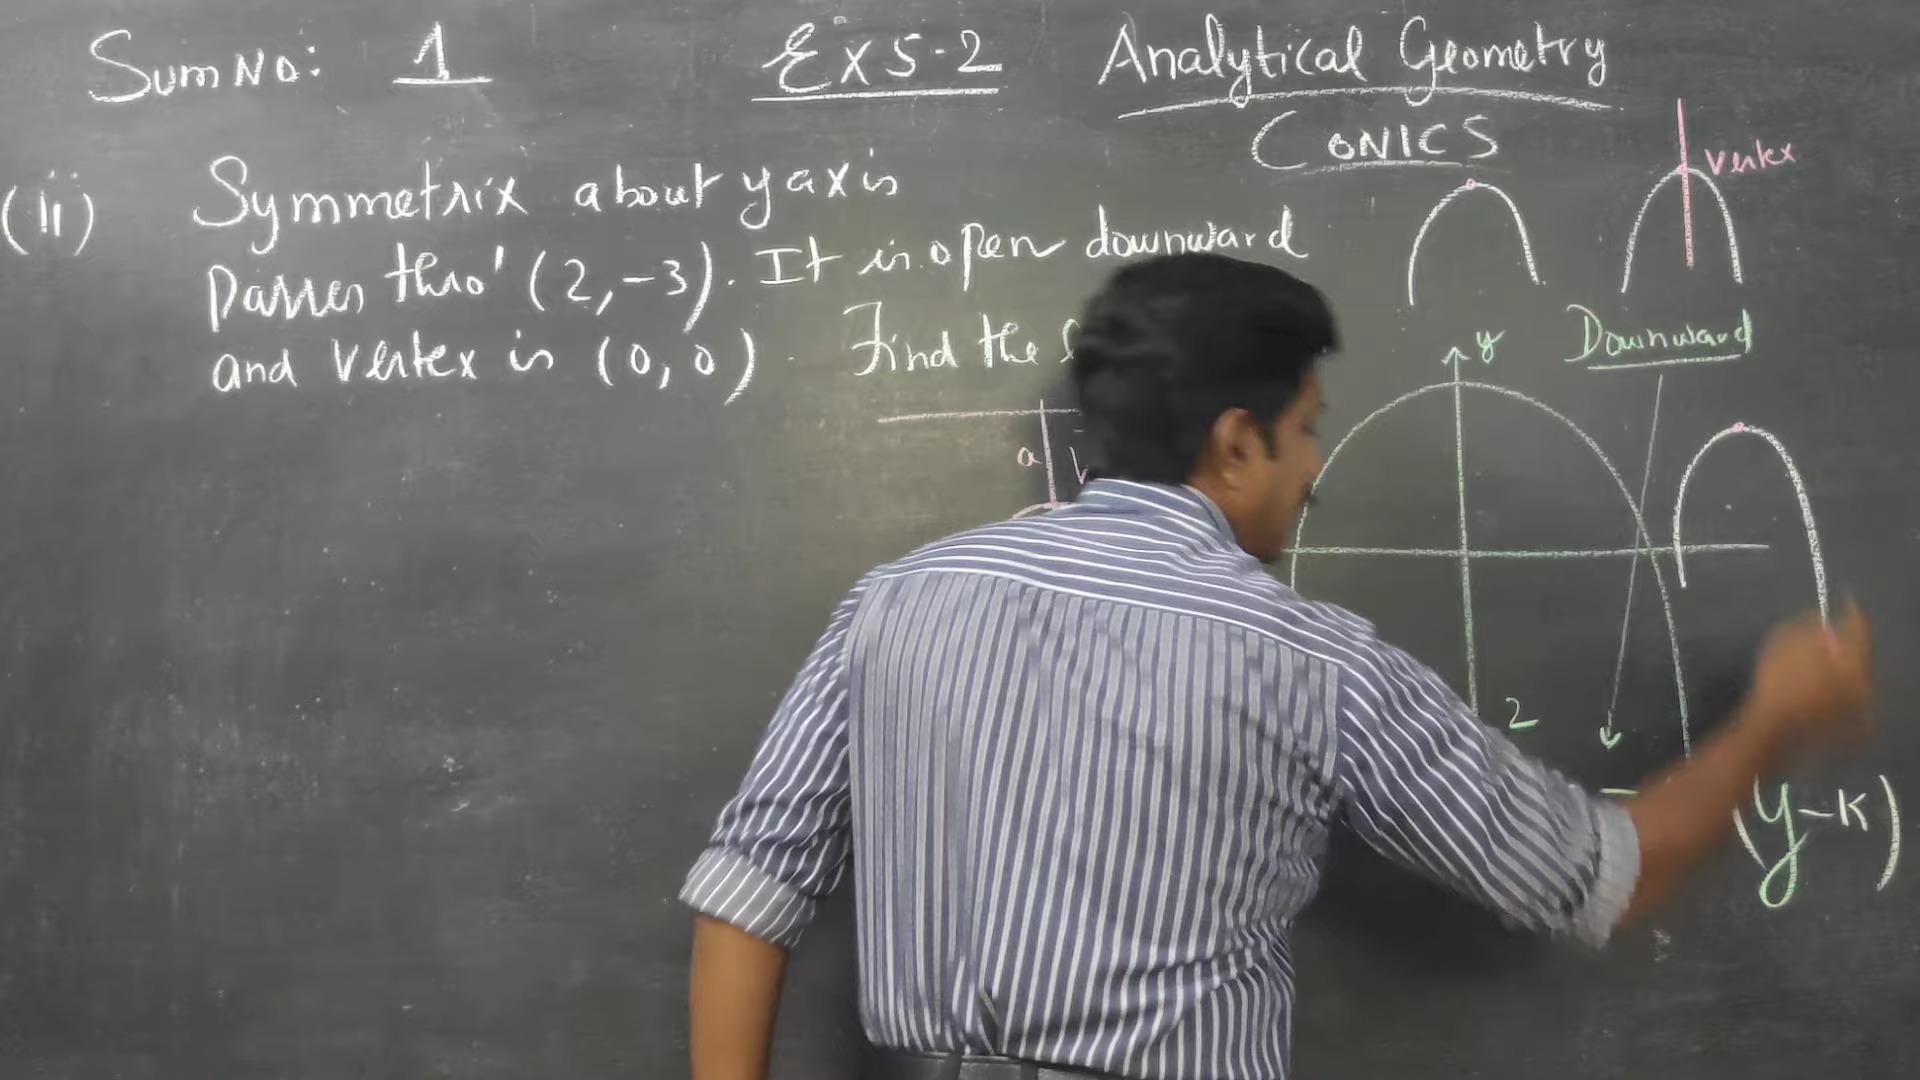 Sum No: 1
Ex 5.2
Analytical Geometry
CONICS
(ii) Symmetrix about y axis
passes thro' (2,-3). It is open downward
and vertex is (0,0). Find the
vertex
Downward
y
a
2
(y-k)